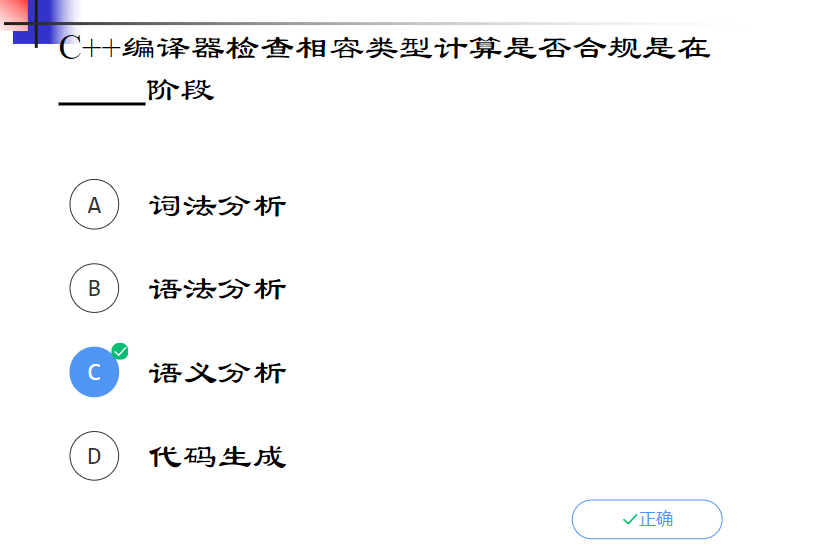 C++编译器检查相容类型计算是否合规是在
_____阶段
A 词法分析
B 语法分析
C 语义分析
D 代码生成
正确